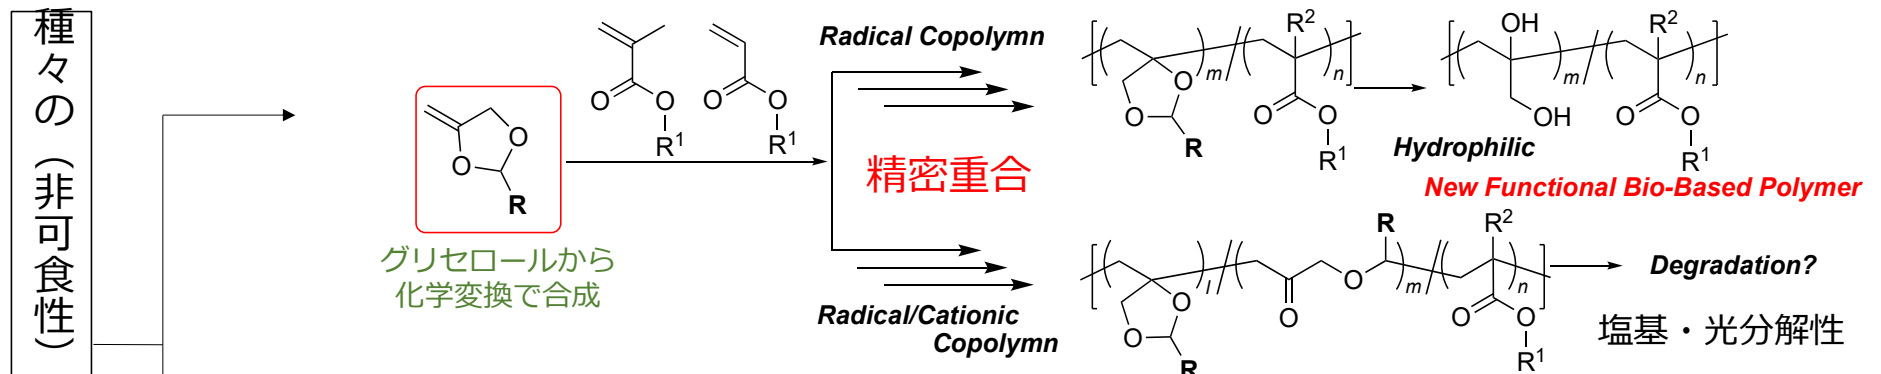 種々の（非可食性）
O
O
R
グリセロールから
化学変換で合成
O
O
R¹
O
O
R¹
Radical Copolymn
精密重合
Radical/Cationic
Copolymn
[( )m/( )n]
O
O
R
R²
O
O
R¹
[( )m/( )n]
OH
OH
R²
O
O
R¹
Hydrophilic
New Functional Bio-Based Polymer
[( )l/( )m/( )n]
O
O
R
O
O
R
R²
O
O
R¹
Degradation?
塩基・光分解性